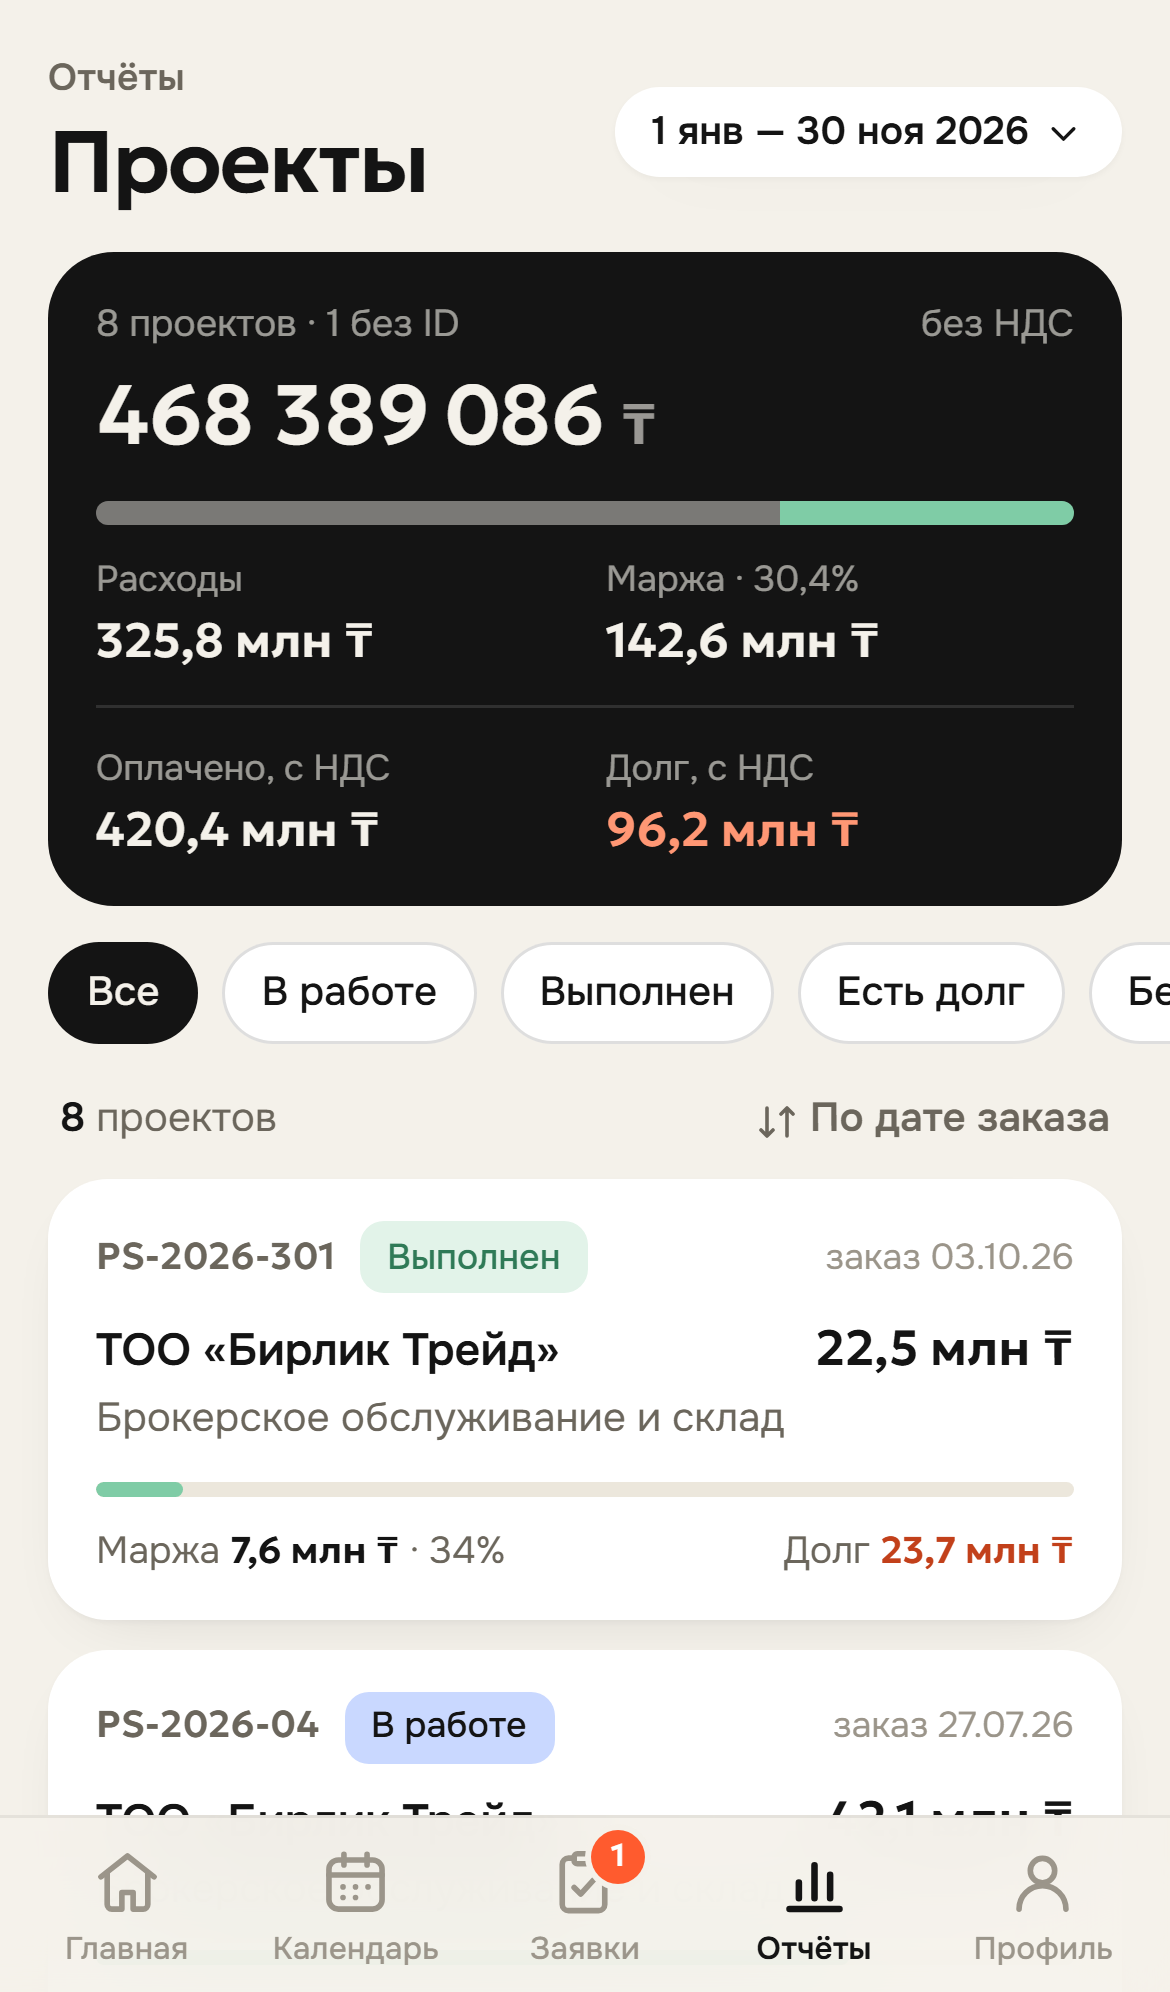 Отчёты
Проекты
1 янв — 30 ноя 2026
8 проектов · 1 без ID
без НДС
468 389 086 ₸
Расходы
Маржа · 30,4%
325,8 млн ₸
142,6 млн ₸
Оплачено, с НДС
Долг, с НДС
420,4 млн ₸
96,2 млн ₸
Все
В работе
Выполнен
Есть долг
Бе
8 проектов
По дате заказа
PS-2026-301
Выполнен
заказ 03.10.26
ТОО «Бирлик Трейд»
22,5 млн ₸
Брокерское обслуживание и склад
Маржа 7,6 млн ₸ · 34%
Долг 23,7 млн ₸
PS-2026-04
В работе
заказ 27.07.26
ТОО «Бирлик Трейд»
1
Главная
Календарь
Заявки
Отчёты
Профиль